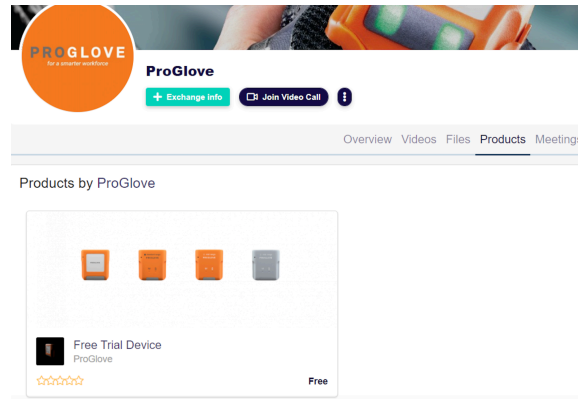 PROGLOVE
for a smarter workforce
ProGlove
Exchange Info
Join Video Call
Overview Videos Files Products Meetings
Products by ProGlove
Free Trial Device
ProGlove
Free